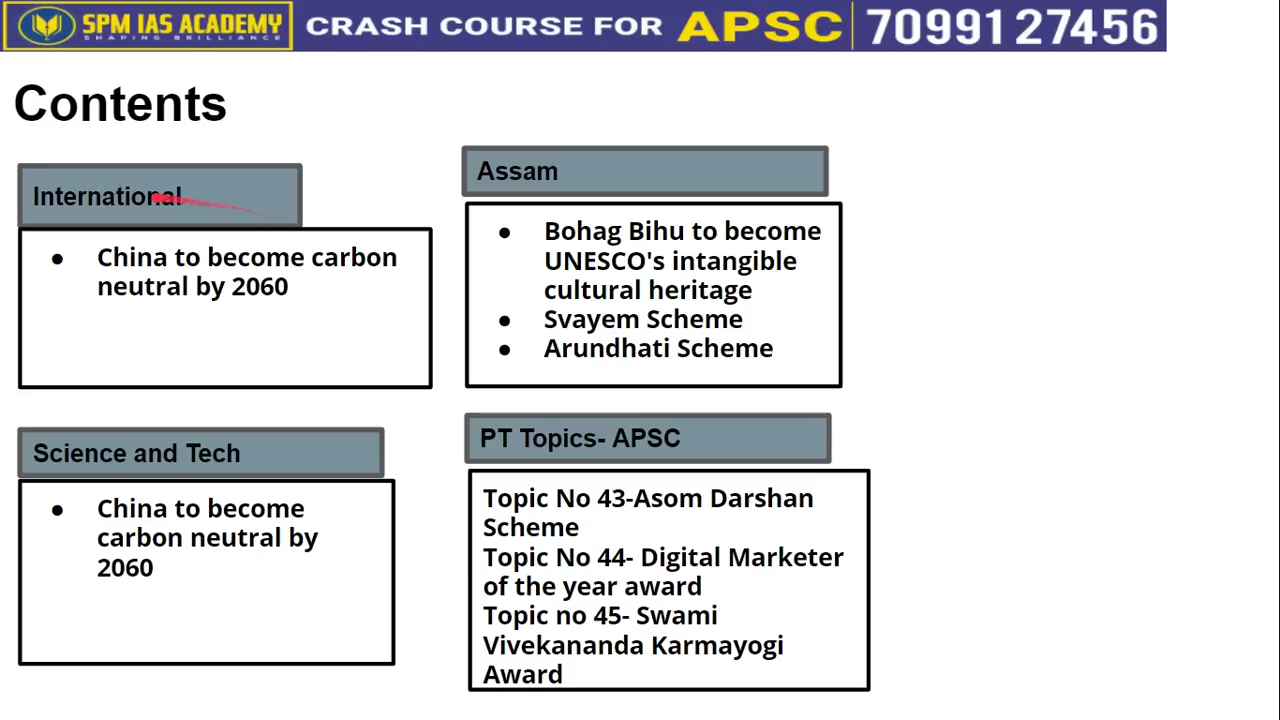 SPM IAS ACADEMY
SHAPING BRILLIANCE
CRASH COURSE FOR APSC 70991 27456
Contents
International
● China to become carbon
neutral by 2060
Assam
● Bohag Bihu to become
UNESCO's intangible
cultural heritage
● Svayem Scheme
● Arundhati Scheme
Science and Tech
● China to become
carbon neutral by
2060
PT Topics- APSC
Topic No 43-Asom Darshan
Scheme
Topic No 44- Digital Marketer
of the year award
Topic no 45- Swami
Vivekananda Karmayogi
Award